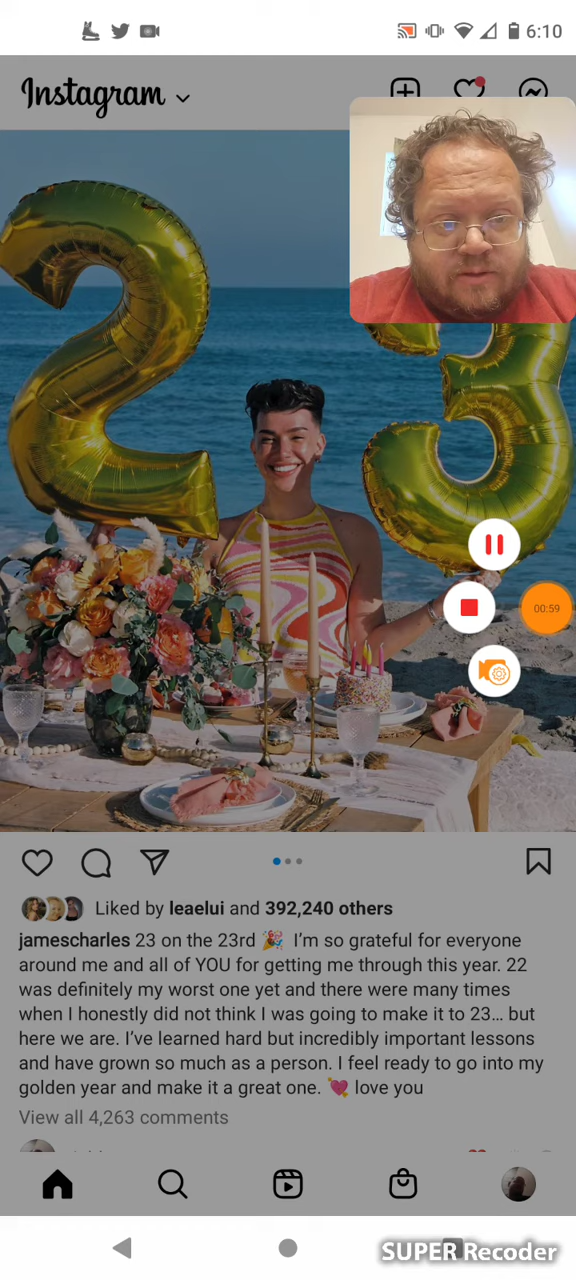 6:10
Instagram
23
00:59
Liked by leaelui and 392,240 others
jamescharles 23 on the 23rd 🎉 I'm so grateful for everyone
around me and all of YOU for getting me through this year. 22
was definitely my worst one yet and there were many times
when I honestly did not think I was going to make it to 23... but
here we are. I've learned hard but incredibly important lessons
and have grown so much as a person. I feel ready to go into my
golden year and make it a great one. 💘 love you
View all 4,263 comments
SUPER Recoder